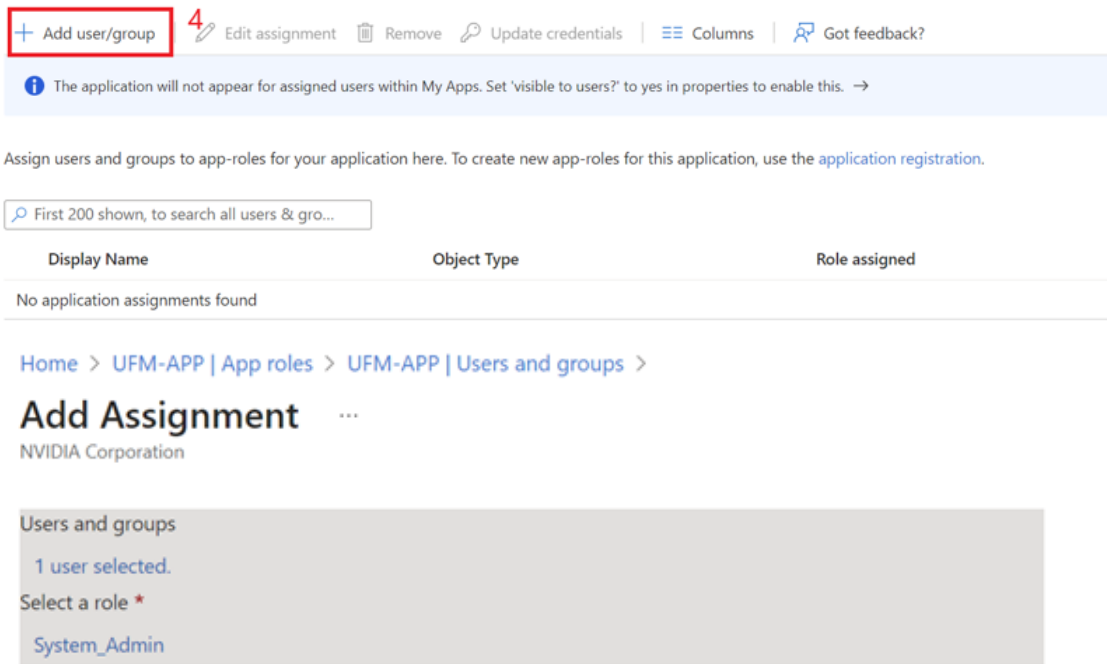 + Add user/group 4 Edit assignment Remove Update credentials Columns Got feedback?
The application will not appear for assigned users within My Apps. Set 'visible to users?' to yes in properties to enable this. →
Assign users and groups to app-roles for your application here. To create new app-roles for this application, use the application registration.
First 200 shown, to search all users & gro...
Display Name Object Type Role assigned
No application assignments found
Home > UFM-APP | App roles > UFM-APP | Users and groups >
Add Assignment ...
NVIDIA Corporation
Users and groups
1 user selected.
Select a role *
System_Admin